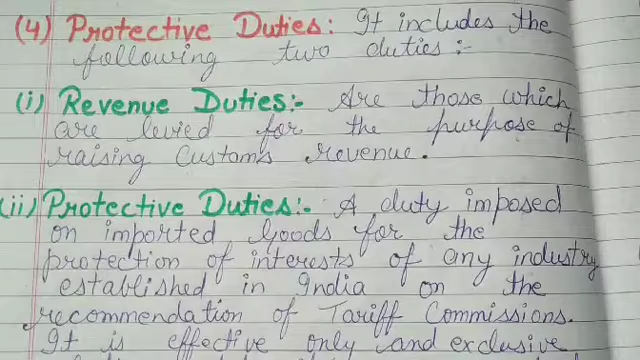 (4) Protective Duties: It includes the
following two duties :-
(i) Revenue Duties:- Are those which
are levied for the purpose of
raising Customs revenue.
(ii) Protective Duties:- A duty imposed
on imported Goods for the
protection of interests of any industry
established in India on the
recommendation of Tariff Commissions.
It is effective only and exclusive